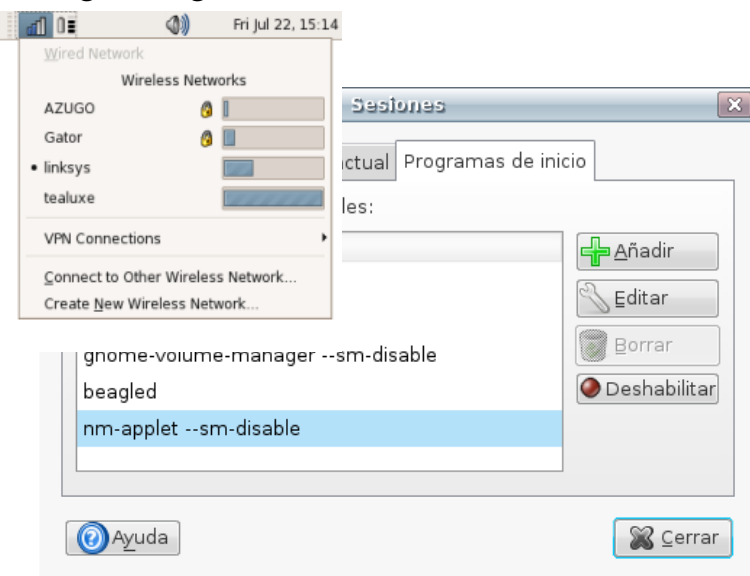 Fri Jul 22, 15:14
Wired Network
Wireless Networks
AZUGO
Gator
• linksys
tealuxe
VPN Connections
Connect to Other Wireless Network...
Create New Wireless Network...
Sesiones
actual
Programas de inicio
les:
Añadir
Editar
Borrar
Deshabilitar
gnome-volume-manager --sm-disable
beagled
nm-applet --sm-disable
Ayuda
Cerrar